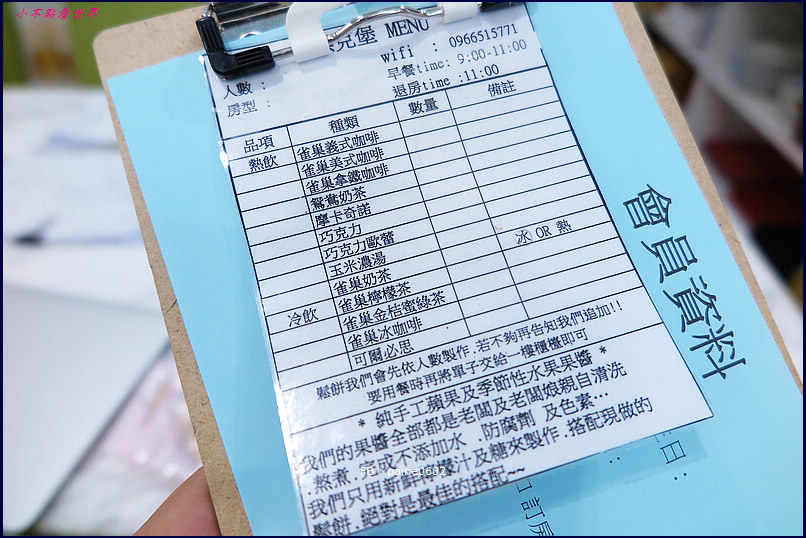 小不點看世界
克堡 MENU
wifi : 0966515771
人數: 早餐time: 9:00-11:00
房型: 退房time :11:00
品項 種類 數量 備註
熱飲 雀巢義式咖啡
雀巢美式咖啡
雀巢拿鐵咖啡
鴛鴦奶茶
摩卡奇諾
巧克力
巧克力歐蕾
玉米濃湯
雀巢奶茶 冰 OR 熱
雀巢檸檬茶
冷飲 雀巢金桔蜜綠茶
雀巢冰咖啡
可爾必思
鬆餅我們會先依人數製作.若不夠再告知我們追加!!
要用餐時再將單子交給一樓櫃檯即可
* 純手工蘋果及季節性水果果醬 *
我們的果醬全部都是老闆及老闆娘親自清洗
.熬煮.完成不添加水 .防腐劑 及色素…
我們只用新鮮檸檬汁及糖來製作.搭配現做的
鬆餅.絕對是最佳的搭配~~
會員資料
日:
訂房